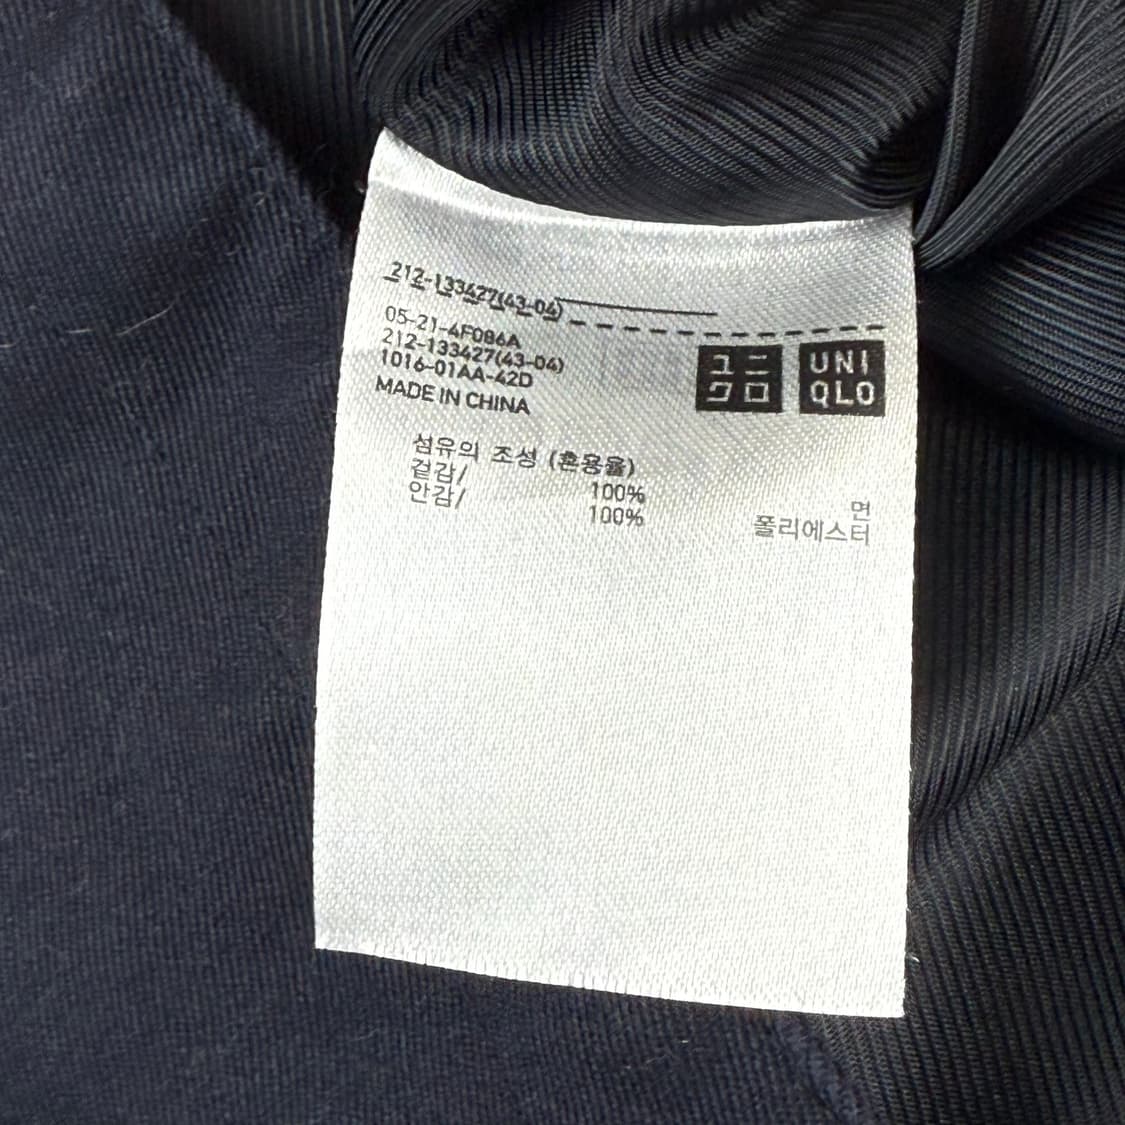 212-133427(43-04)
05-21-4F086A
212-133427(43-04)
1016-01AA-42D
MADE IN CHINA
ユニ
クロ
UNI
QLO
섬유의 조성 (혼용율)
겉감/ 100% 면
안감/ 100% 폴리에스터